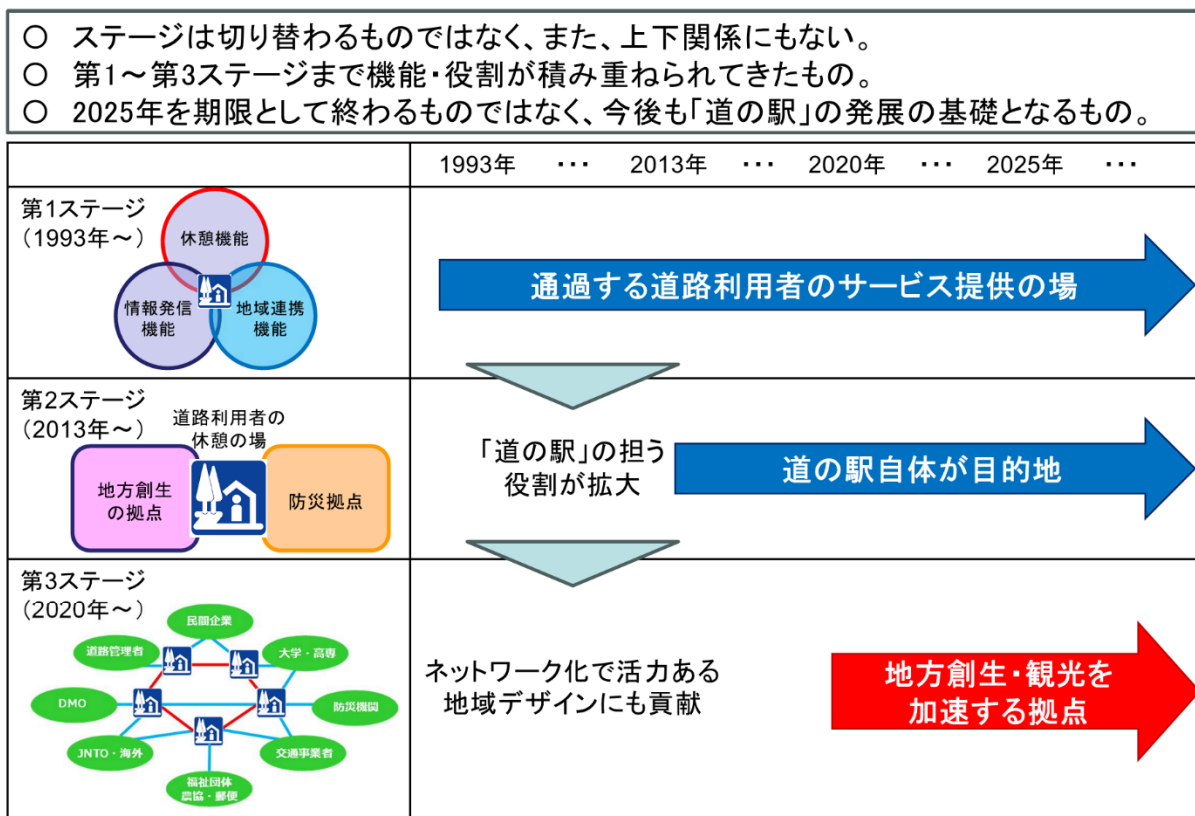 ○ ステージは切り替わるものではなく、また、上下関係にもない。
○ 第1～第3ステージまで機能・役割が積み重ねられてきたもの。
○ 2025年を期限として終わるものではなく、今後も「道の駅」の発展の基礎となるもの。
1993年 ・・・ 2013年 ・・・ 2020年 ・・・ 2025年 ・・・
第1ステージ
（1993年～）
休憩機能
情報発信
機能
地域連携
機能
通過する道路利用者のサービス提供の場
第2ステージ
（2013年～）
道路利用者の
休憩の場
地方創生
の拠点
防災拠点
「道の駅」の担う
役割が拡大
道の駅自体が目的地
第3ステージ
（2020年～）
民間企業
道路管理者
大学・高専
DMO
防災機関
JNTO・海外
交通事業者
福祉団体
農協・郵便
ネットワーク化で活力ある
地域デザインにも貢献
地方創生・観光を
加速する拠点